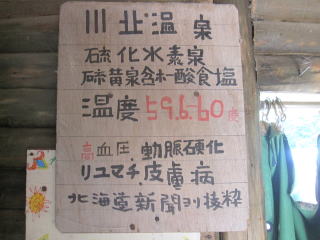 川北温泉
硫化水素泉
硫黄泉含ホー酸食塩
温度59.6-60度
高血圧.動脈硬化
リユマチ.皮膚病
北海道新聞ヨリ抜粋